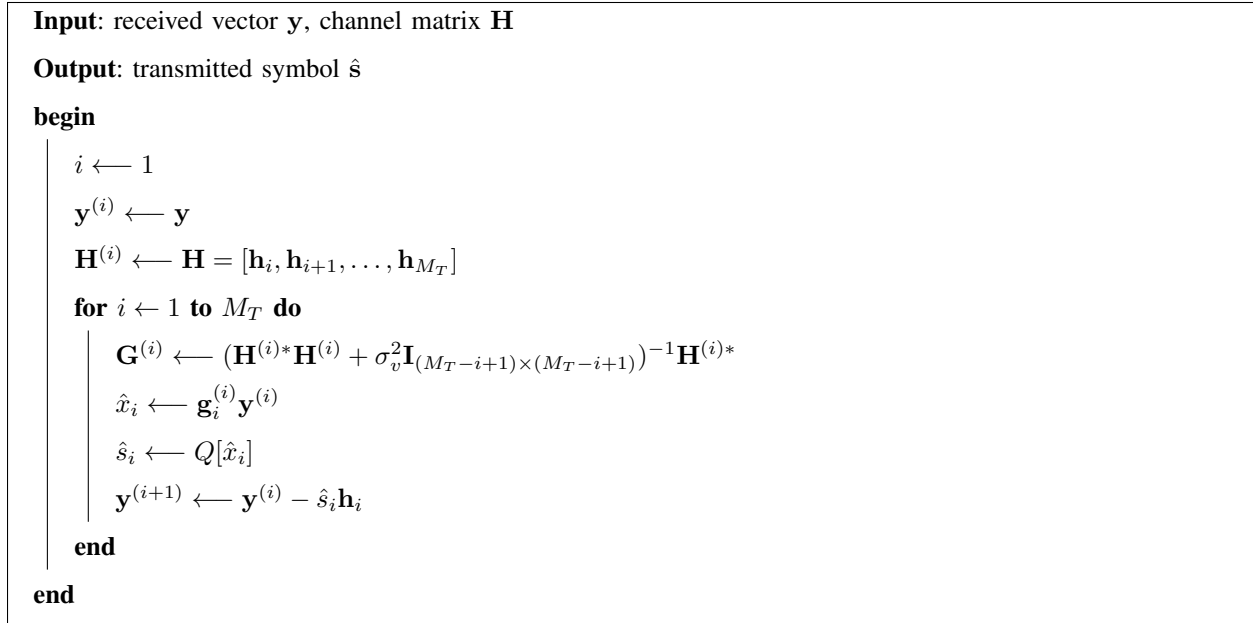 Input: received vector y, channel matrix H
Output: transmitted symbol ŝ
begin
i ⟵ 1
y^(i) ⟵ y
H^(i) ⟵ H = [h_i, h_{i+1}, . . . , h_{M_T}]
for i ← 1 to M_T do
G^(i) ⟵ (H^{(i)*}H^{(i)} + σ_v^2 I_{(M_T−i+1)×(M_T−i+1)})^{−1}H^{(i)*}
x̂_i ⟵ g_i^{(i)} y^{(i)}
ŝ_i ⟵ Q[x̂_i]
y^{(i+1)} ⟵ y^{(i)} − ŝ_i h_i
end
end